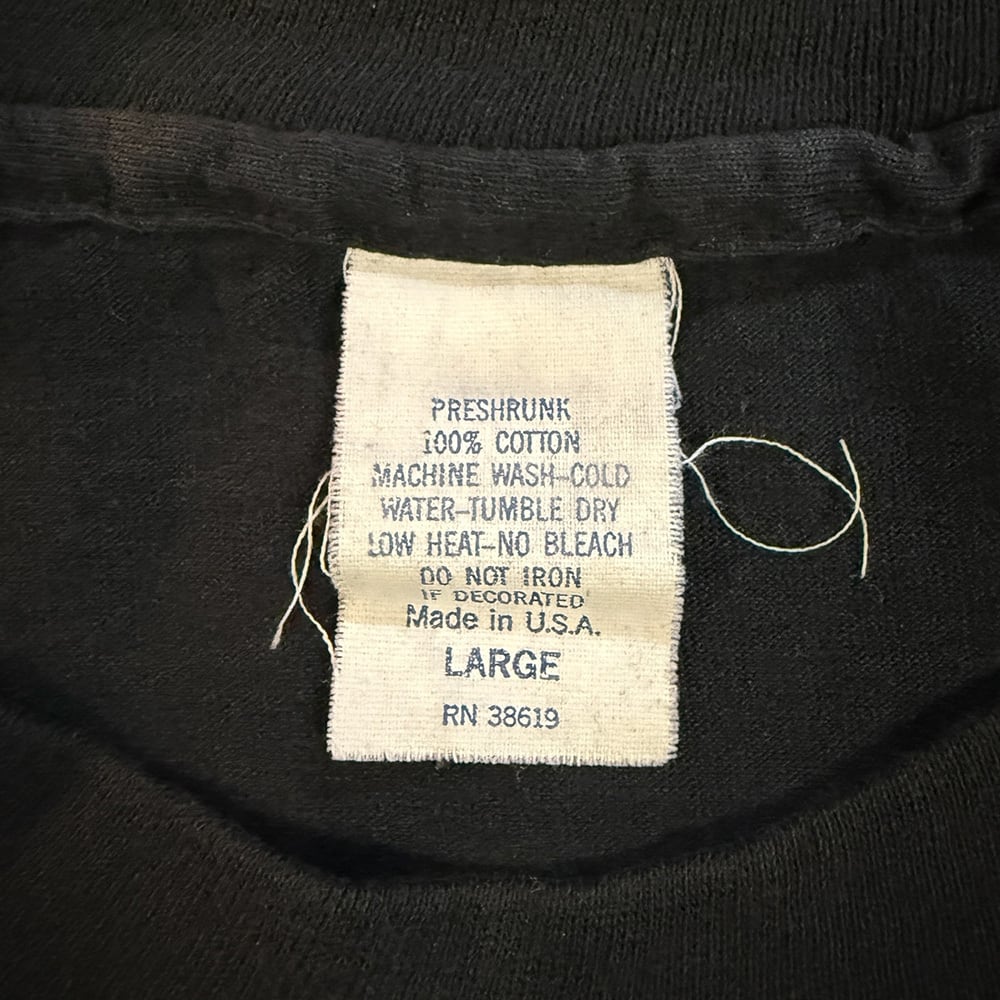 PRESHRUNK
100% COTTON
MACHINE WASH–COLD
WATER–TUMBLE DRY
LOW HEAT–NO BLEACH
DO NOT IRON
IF DECORATED
Made in U.S.A.
LARGE
RN 38619